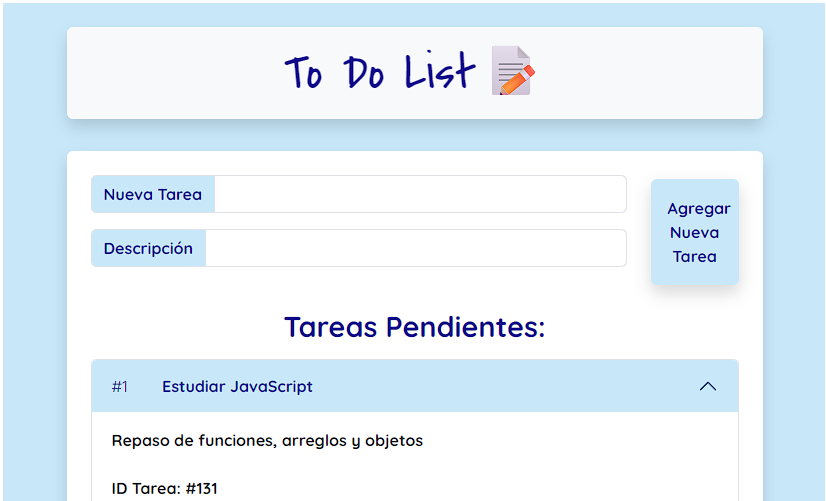 To Do List
Nueva Tarea
Descripción
Agregar
Nueva
Tarea
Tareas Pendientes:
#1 Estudiar JavaScript
Repaso de funciones, arreglos y objetos
ID Tarea: #131